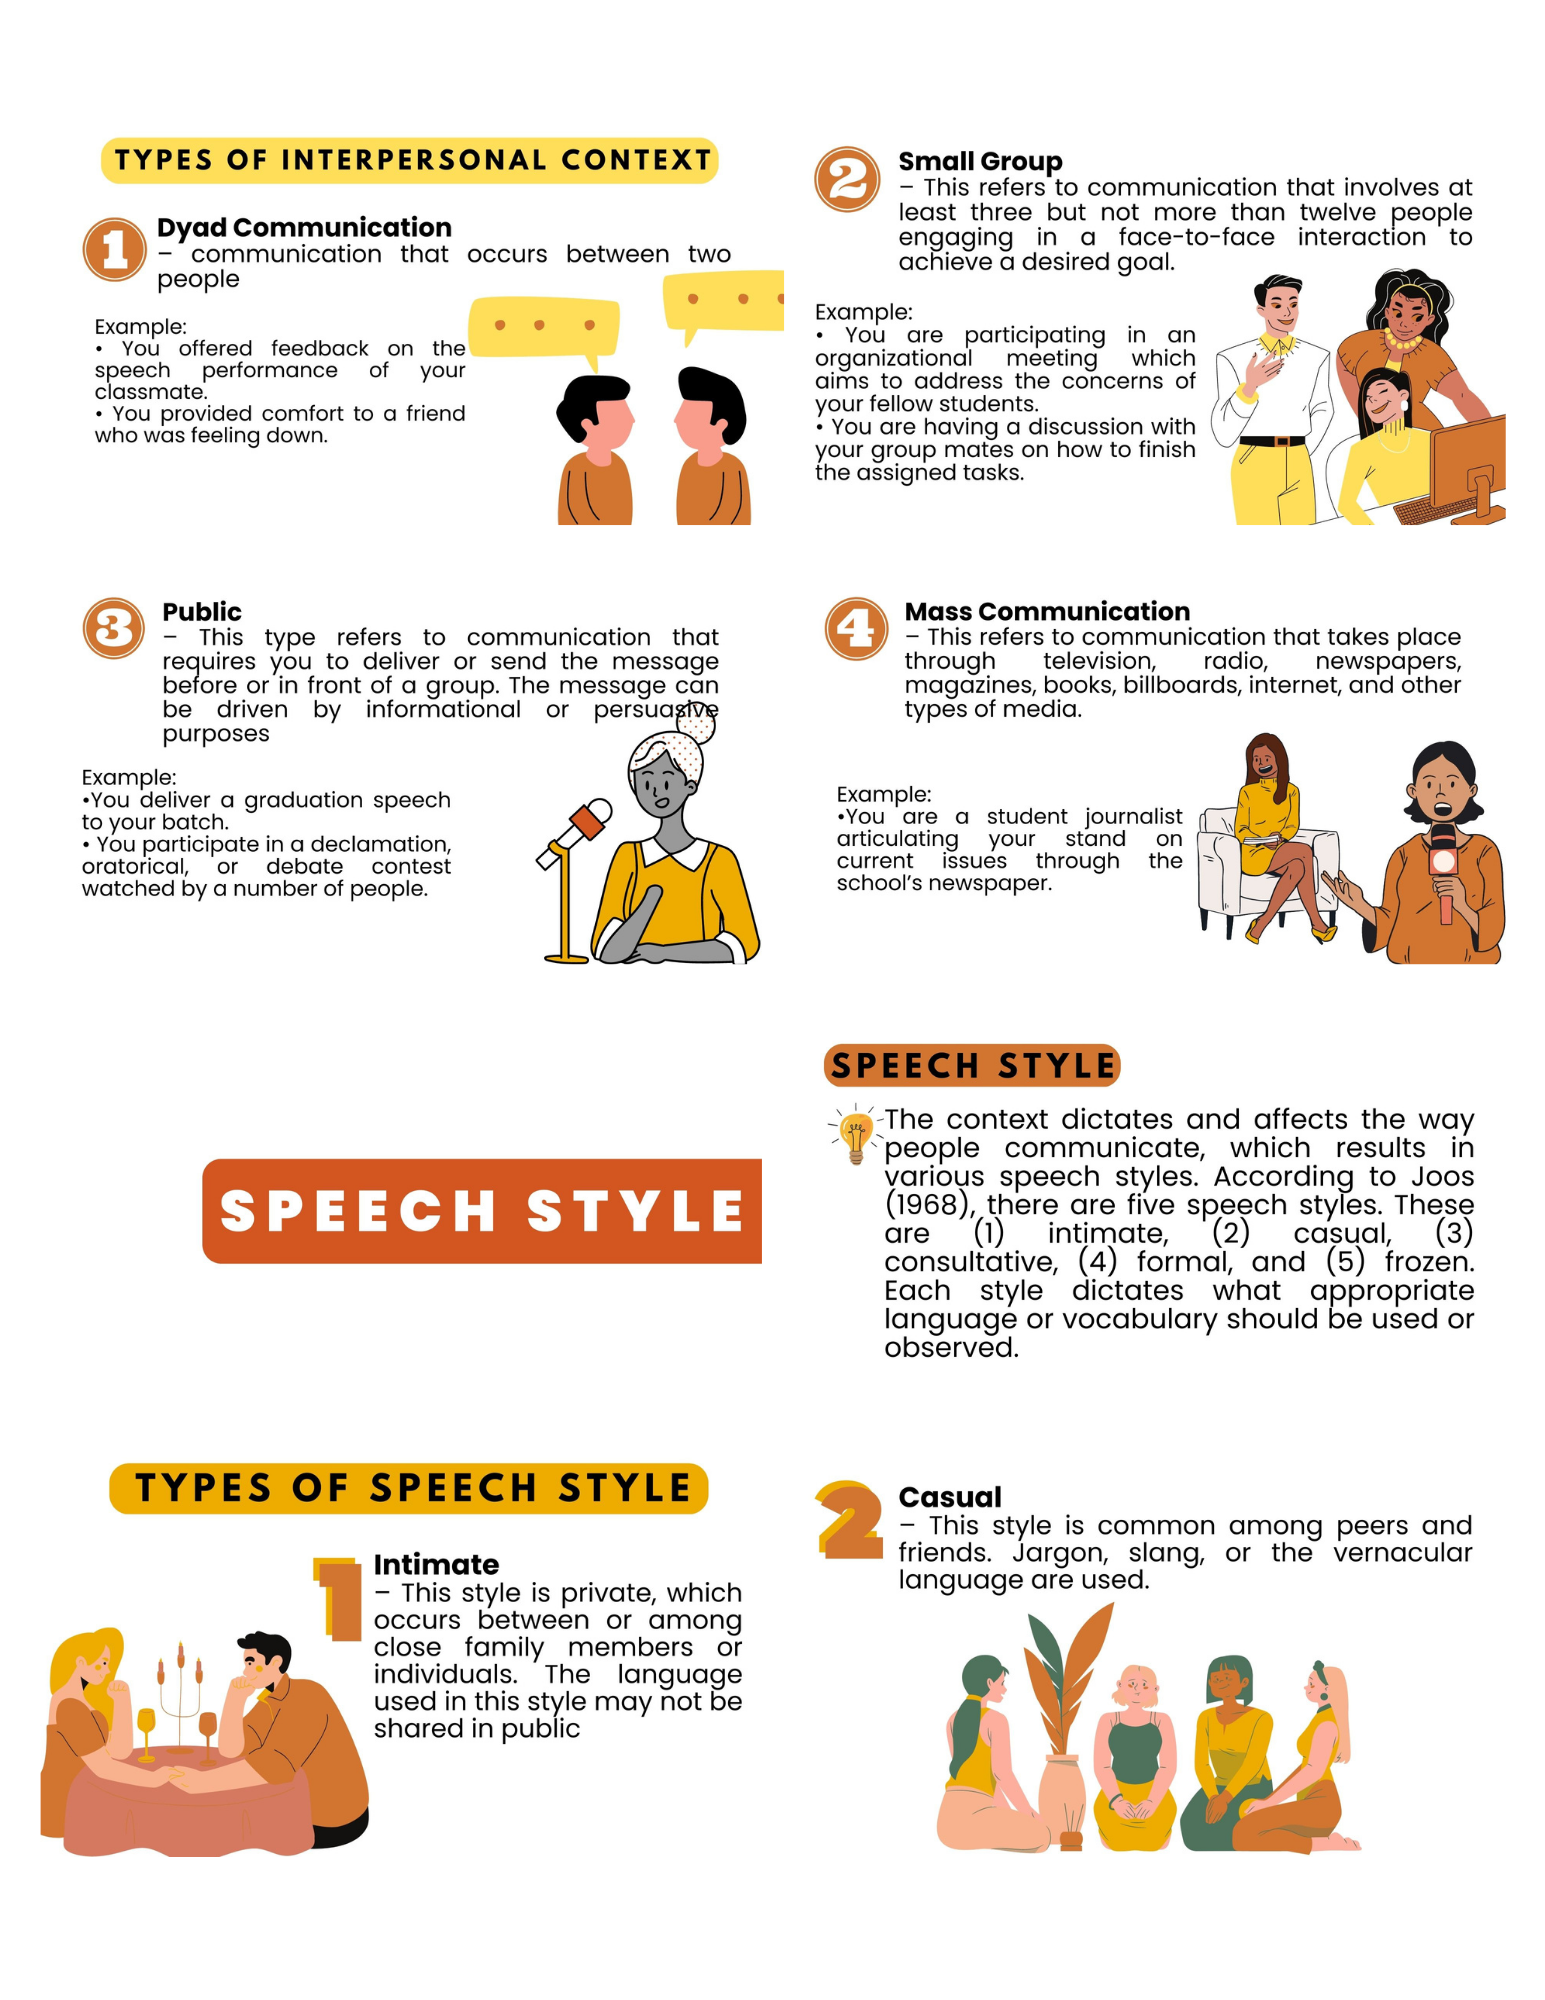 TYPES OF INTERPERSONAL CONTEXT
1
Dyad Communication
– communication that occurs between two
people
Example:
• You offered feedback on the
speech performance of your
classmate.
• You provided comfort to a friend
who was feeling down.
2
Small Group
– This refers to communication that involves at
least three but not more than twelve people
engaging in a face-to-face interaction to
achieve a desired goal.
Example:
• You are participating in an
organizational meeting which
aims to address the concerns of
your fellow students.
• You are having a discussion with
your group mates on how to finish
the assigned tasks.
3
Public
– This type refers to communication that
requires you to deliver or send the message
before or in front of a group. The message can
be driven by informational or persuasive
purposes
Example:
•You deliver a graduation speech
to your batch.
• You participate in a declamation,
oratorical, or debate contest
watched by a number of people.
4
Mass Communication
– This refers to communication that takes place
through television, radio, newspapers,
magazines, books, billboards, internet, and other
types of media.
Example:
•You are a student journalist
articulating your stand on
current issues through the
school's newspaper.
SPEECH STYLE
SPEECH STYLE
The context dictates and affects the way
people communicate, which results in
various speech styles. According to Joos
(1968), there are five speech styles. These
are (1) intimate, (2) casual, (3)
consultative, (4) formal, and (5) frozen.
Each style dictates what appropriate
language or vocabulary should be used or
observed.
TYPES OF SPEECH STYLE
1
Intimate
– This style is private, which
occurs between or among
close family members or
individuals. The language
used in this style may not be
shared in public
2
Casual
– This style is common among peers and
friends. Jargon, slang, or the vernacular
language are used.